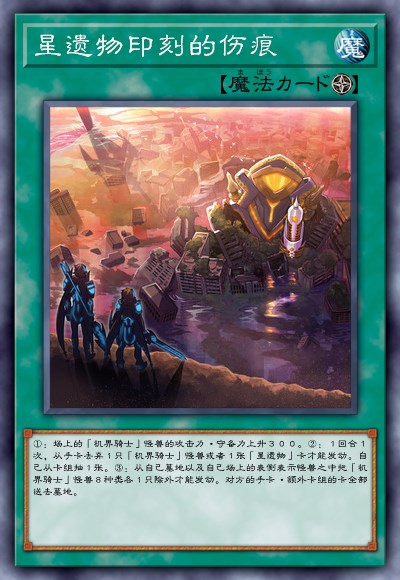 星遗物印刻的伤痕
魔
【魔法カード】
まほう
①：场上的「机界骑士」怪兽的攻击力·守备力上升３００。②：１回合１
次，从手卡丢弃１只「机界骑士」怪兽或者１张「星遗物」卡才能发动。自
己从卡组抽１张。③：从自己墓地以及自己场上的表侧表示怪兽之中把「机
界骑士」怪兽８种类各１只除外才能发动。对方的手卡·额外卡组的卡全部
送去墓地。